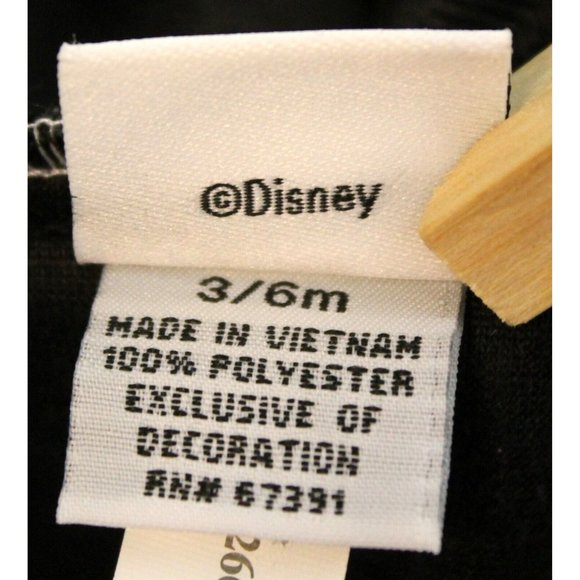 ©Disney
3/6m
MADE IN VIETNAM
100% POLYESTER
EXCLUSIVE OF
DECORATION
RN# 67391